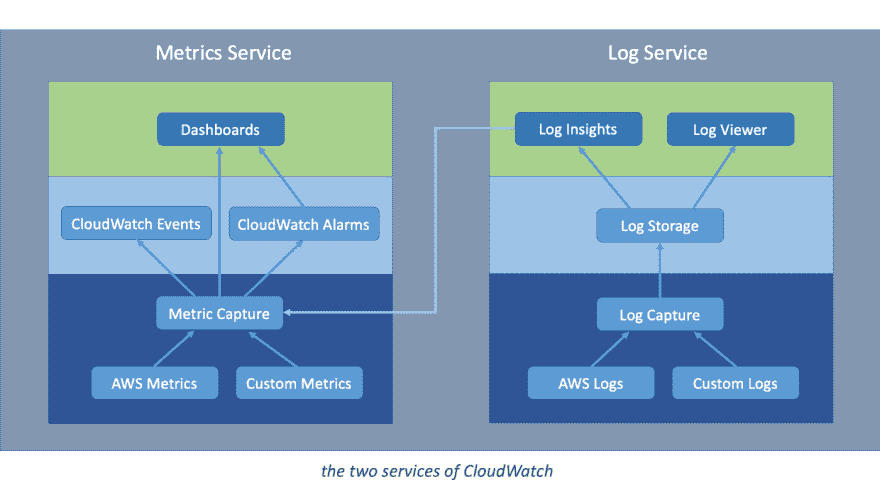 Metrics Service
Log Service
Dashboards
Log Insights
Log Viewer
CloudWatch Events
CloudWatch Alarms
Log Storage
Metric Capture
Log Capture
AWS Metrics
Custom Metrics
AWS Logs
Custom Logs
the two services of CloudWatch